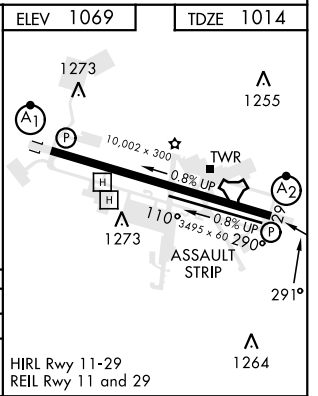 ELEV 1069
TDZE 1014
1273
1255
A1
P
10,002 x 300
TWR
0.8% UP
A2
H
H
29
110° 3495 x 60 290°
0.8% UP
P
1273
ASSAULT
STRIP
291°
1264
HIRL Rwy 11-29
REIL Rwy 11 and 29